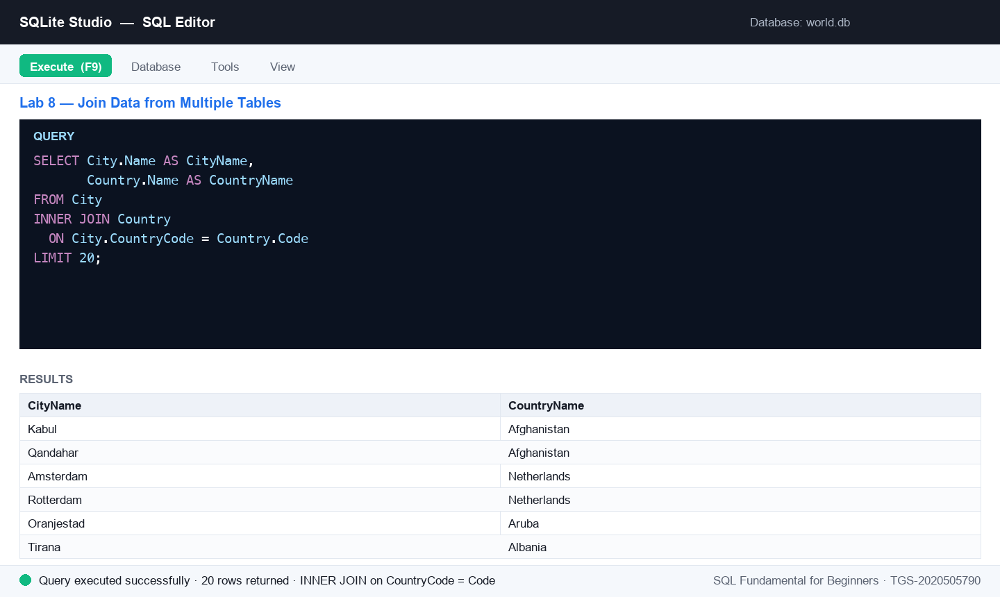 SQLite Studio — SQL Editor
Database: world.db
Execute (F9) Database Tools View
Lab 8 — Join Data from Multiple Tables
QUERY
SELECT City.Name AS CityName,
       Country.Name AS CountryName
FROM City
INNER JOIN Country
  ON City.CountryCode = Country.Code
LIMIT 20;
RESULTS
CityName CountryName
Kabul Afghanistan
Qandahar Afghanistan
Amsterdam Netherlands
Rotterdam Netherlands
Oranjestad Aruba
Tirana Albania
Query executed successfully · 20 rows returned · INNER JOIN on CountryCode = Code
SQL Fundamental for Beginners · TGS-2020505790